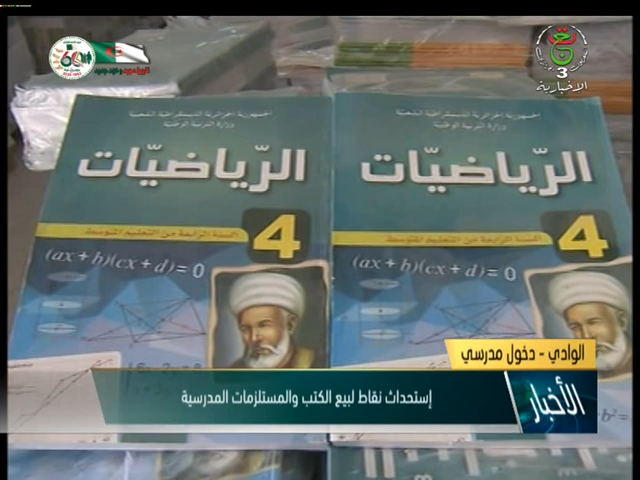 60
3
الإخبارية
الجمهورية الجزائرية الديمقراطية الشعبية
وزارة التربية الوطنية
الرّياضيّات
السنة الرابعة من التعليم المتوسط
4
(ax + b)(cx + d) = 0
الجمهورية الجزائرية الديمقراطية الشعبية
وزارة التربية الوطنية
الرّياضيّات
السنة الرابعة من التعليم المتوسط
4
(ax + b)(cx + d) = 0
الوادي - دخول مدرسي
إستحداث نقاط لبيع الكتب والمستلزمات المدرسية
الأخبار